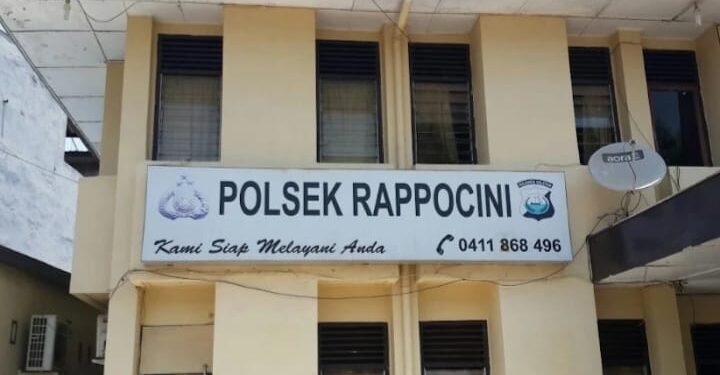 POLSEK RAPPOCINI
Kami Siap Melayani Anda
0411 868 496
aora